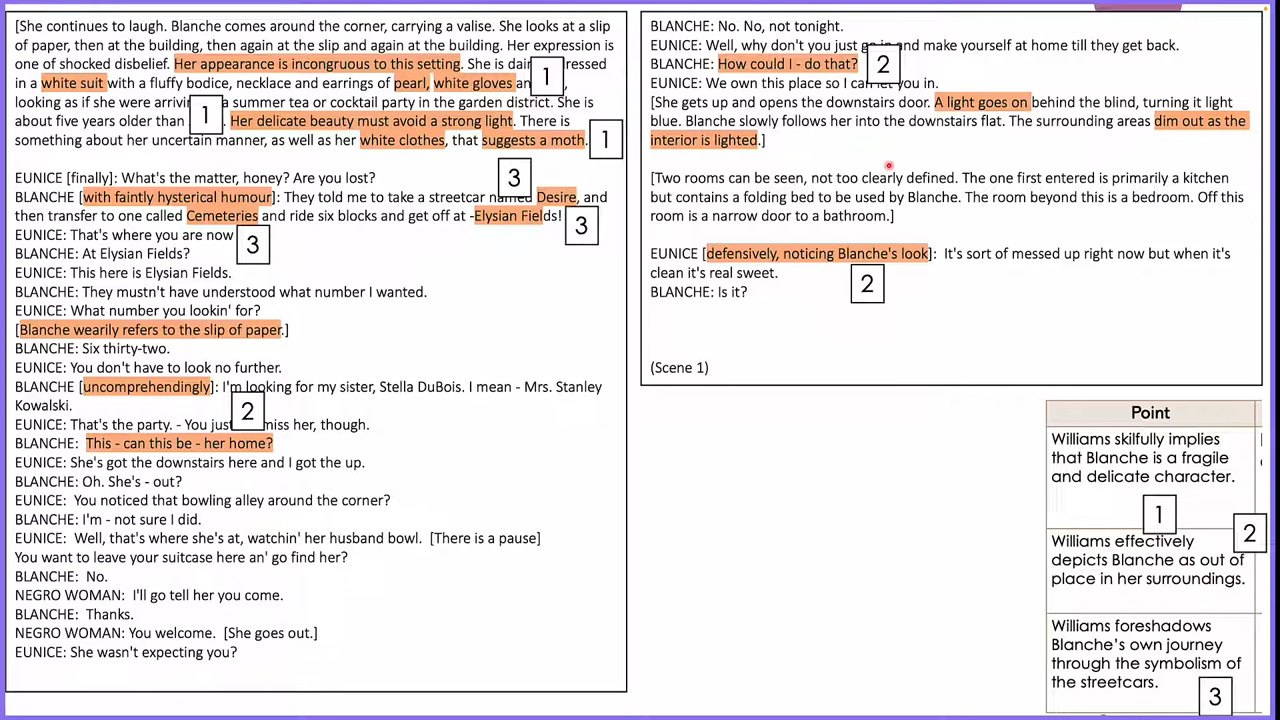 [She continues to laugh. Blanche comes around the corner, carrying a valise. She looks at a slip
of paper, then at the building, then again at the slip and again at the building. Her expression is
one of shocked disbelief. Her appearance is incongruous to this setting. She is
in a white suit with a fluffy bodice, necklace and earrings of pearl, white gloves
1
looking as if she were a summer tea or cocktail party in the garden district. She is
about five years older than Her delicate beauty must avoid a strong light. There is
1
something about her uncertain manner, as well as her white clothes, that suggests a moth.
1
EUNICE [finally]: What's the matter, honey? Are you lost?
3
BLANCHE [with faintly hysterical humour]: They told me to take a streetcar named Desire, and
then transfer to one called Cemeteries and ride six blocks and get off at -Elysian Fields!
3
EUNICE: That's where you are now
3
BLANCHE: At Elysian Fields?
EUNICE: This here is Elysian Fields.
BLANCHE: They mustn't have understood what number I wanted.
EUNICE: What number you lookin' for?
[Blanche wearily refers to the slip of paper.]
BLANCHE: Six thirty-two.
EUNICE: You don't have to look no further.
BLANCHE [uncomprehendingly]: I'm looking for my sister, Stella DuBois. I mean - Mrs. Stanley
Kowalski.
2
EUNICE: That's the party. - You just miss her, though.
BLANCHE: This - can this be - her home?
EUNICE: She's got the downstairs here and I got the up.
BLANCHE: Oh. She's - out?
EUNICE: You noticed that bowling alley around the corner?
BLANCHE: I'm - not sure I did.
EUNICE: Well, that's where she's at, watchin' her husband bowl. [There is a pause]
You want to leave your suitcase here an' go find her?
BLANCHE: No.
NEGRO WOMAN: I'll go tell her you come.
BLANCHE: Thanks.
NEGRO WOMAN: You welcome. [She goes out.]
EUNICE: She wasn't expecting you?
BLANCHE: No. No, not tonight.
EUNICE: Well, why don't you just go in and make yourself at home till they get back.
BLANCHE: How could I - do that?
2
EUNICE: We own this place so I can let you in.
[She gets up and opens the downstairs door. A light goes on behind the blind, turning it light
blue. Blanche slowly follows her into the downstairs flat. The surrounding areas dim out as the
interior is lighted.]
[Two rooms can be seen, not too clearly defined. The one first entered is primarily a kitchen
but contains a folding bed to be used by Blanche. The room beyond this is a bedroom. Off this
room is a narrow door to a bathroom.]
EUNICE [defensively, noticing Blanche's look]: It's sort of messed up right now but when it's
clean it's real sweet.
2
BLANCHE: Is it?
(Scene 1)
Point
Williams skilfully implies
that Blanche is a fragile
and delicate character.
1
2
Williams effectively
depicts Blanche as out of
place in her surroundings.
Williams foreshadows
Blanche's own journey
through the symbolism of
the streetcars.
3